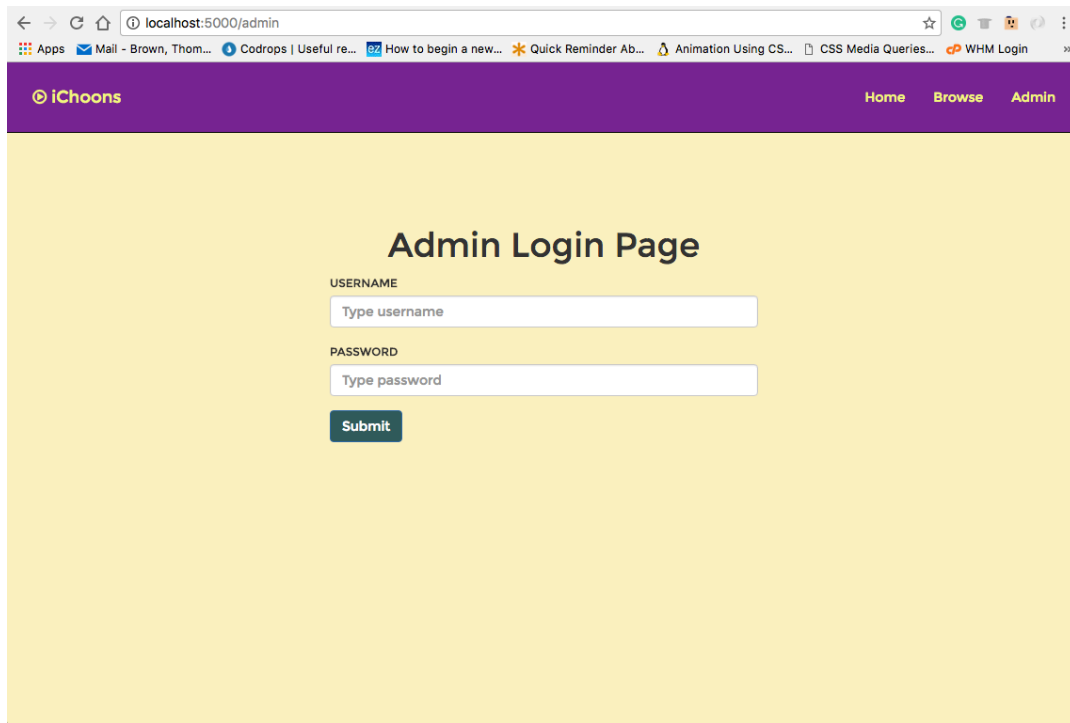 localhost:5000/admin
Apps Mail - Brown, Thom... Codrops | Useful re... ez How to begin a new... Quick Reminder Ab... Animation Using CS... CSS Media Queries... cP WHM Login »
iChoons Home Browse Admin
Admin Login Page
USERNAME
Type username
PASSWORD
Type password
Submit